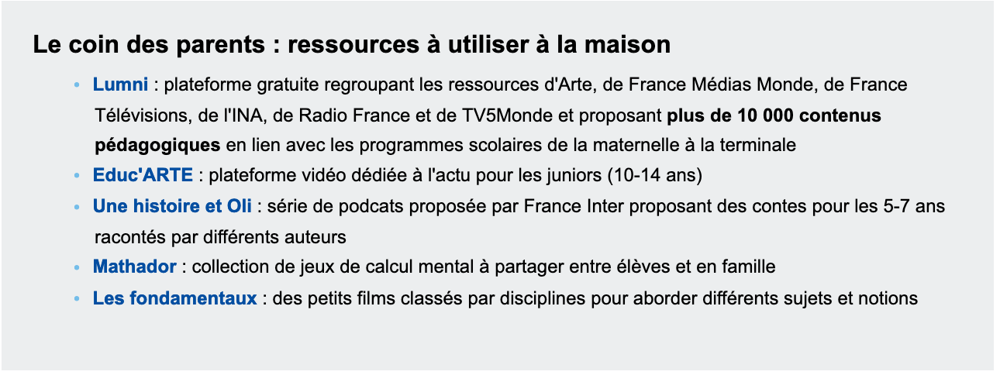 Le coin des parents : ressources à utiliser à la maison
• Lumni : plateforme gratuite regroupant les ressources d'Arte, de France Médias Monde, de France
Télévisions, de l'INA, de Radio France et de TV5Monde et proposant plus de 10 000 contenus
pédagogiques en lien avec les programmes scolaires de la maternelle à la terminale
• Educ'ARTE : plateforme vidéo dédiée à l'actu pour les juniors (10-14 ans)
• Une histoire et Oli : série de podcats proposée par France Inter proposant des contes pour les 5-7 ans
racontés par différents auteurs
• Mathador : collection de jeux de calcul mental à partager entre élèves et en famille
• Les fondamentaux : des petits films classés par disciplines pour aborder différents sujets et notions